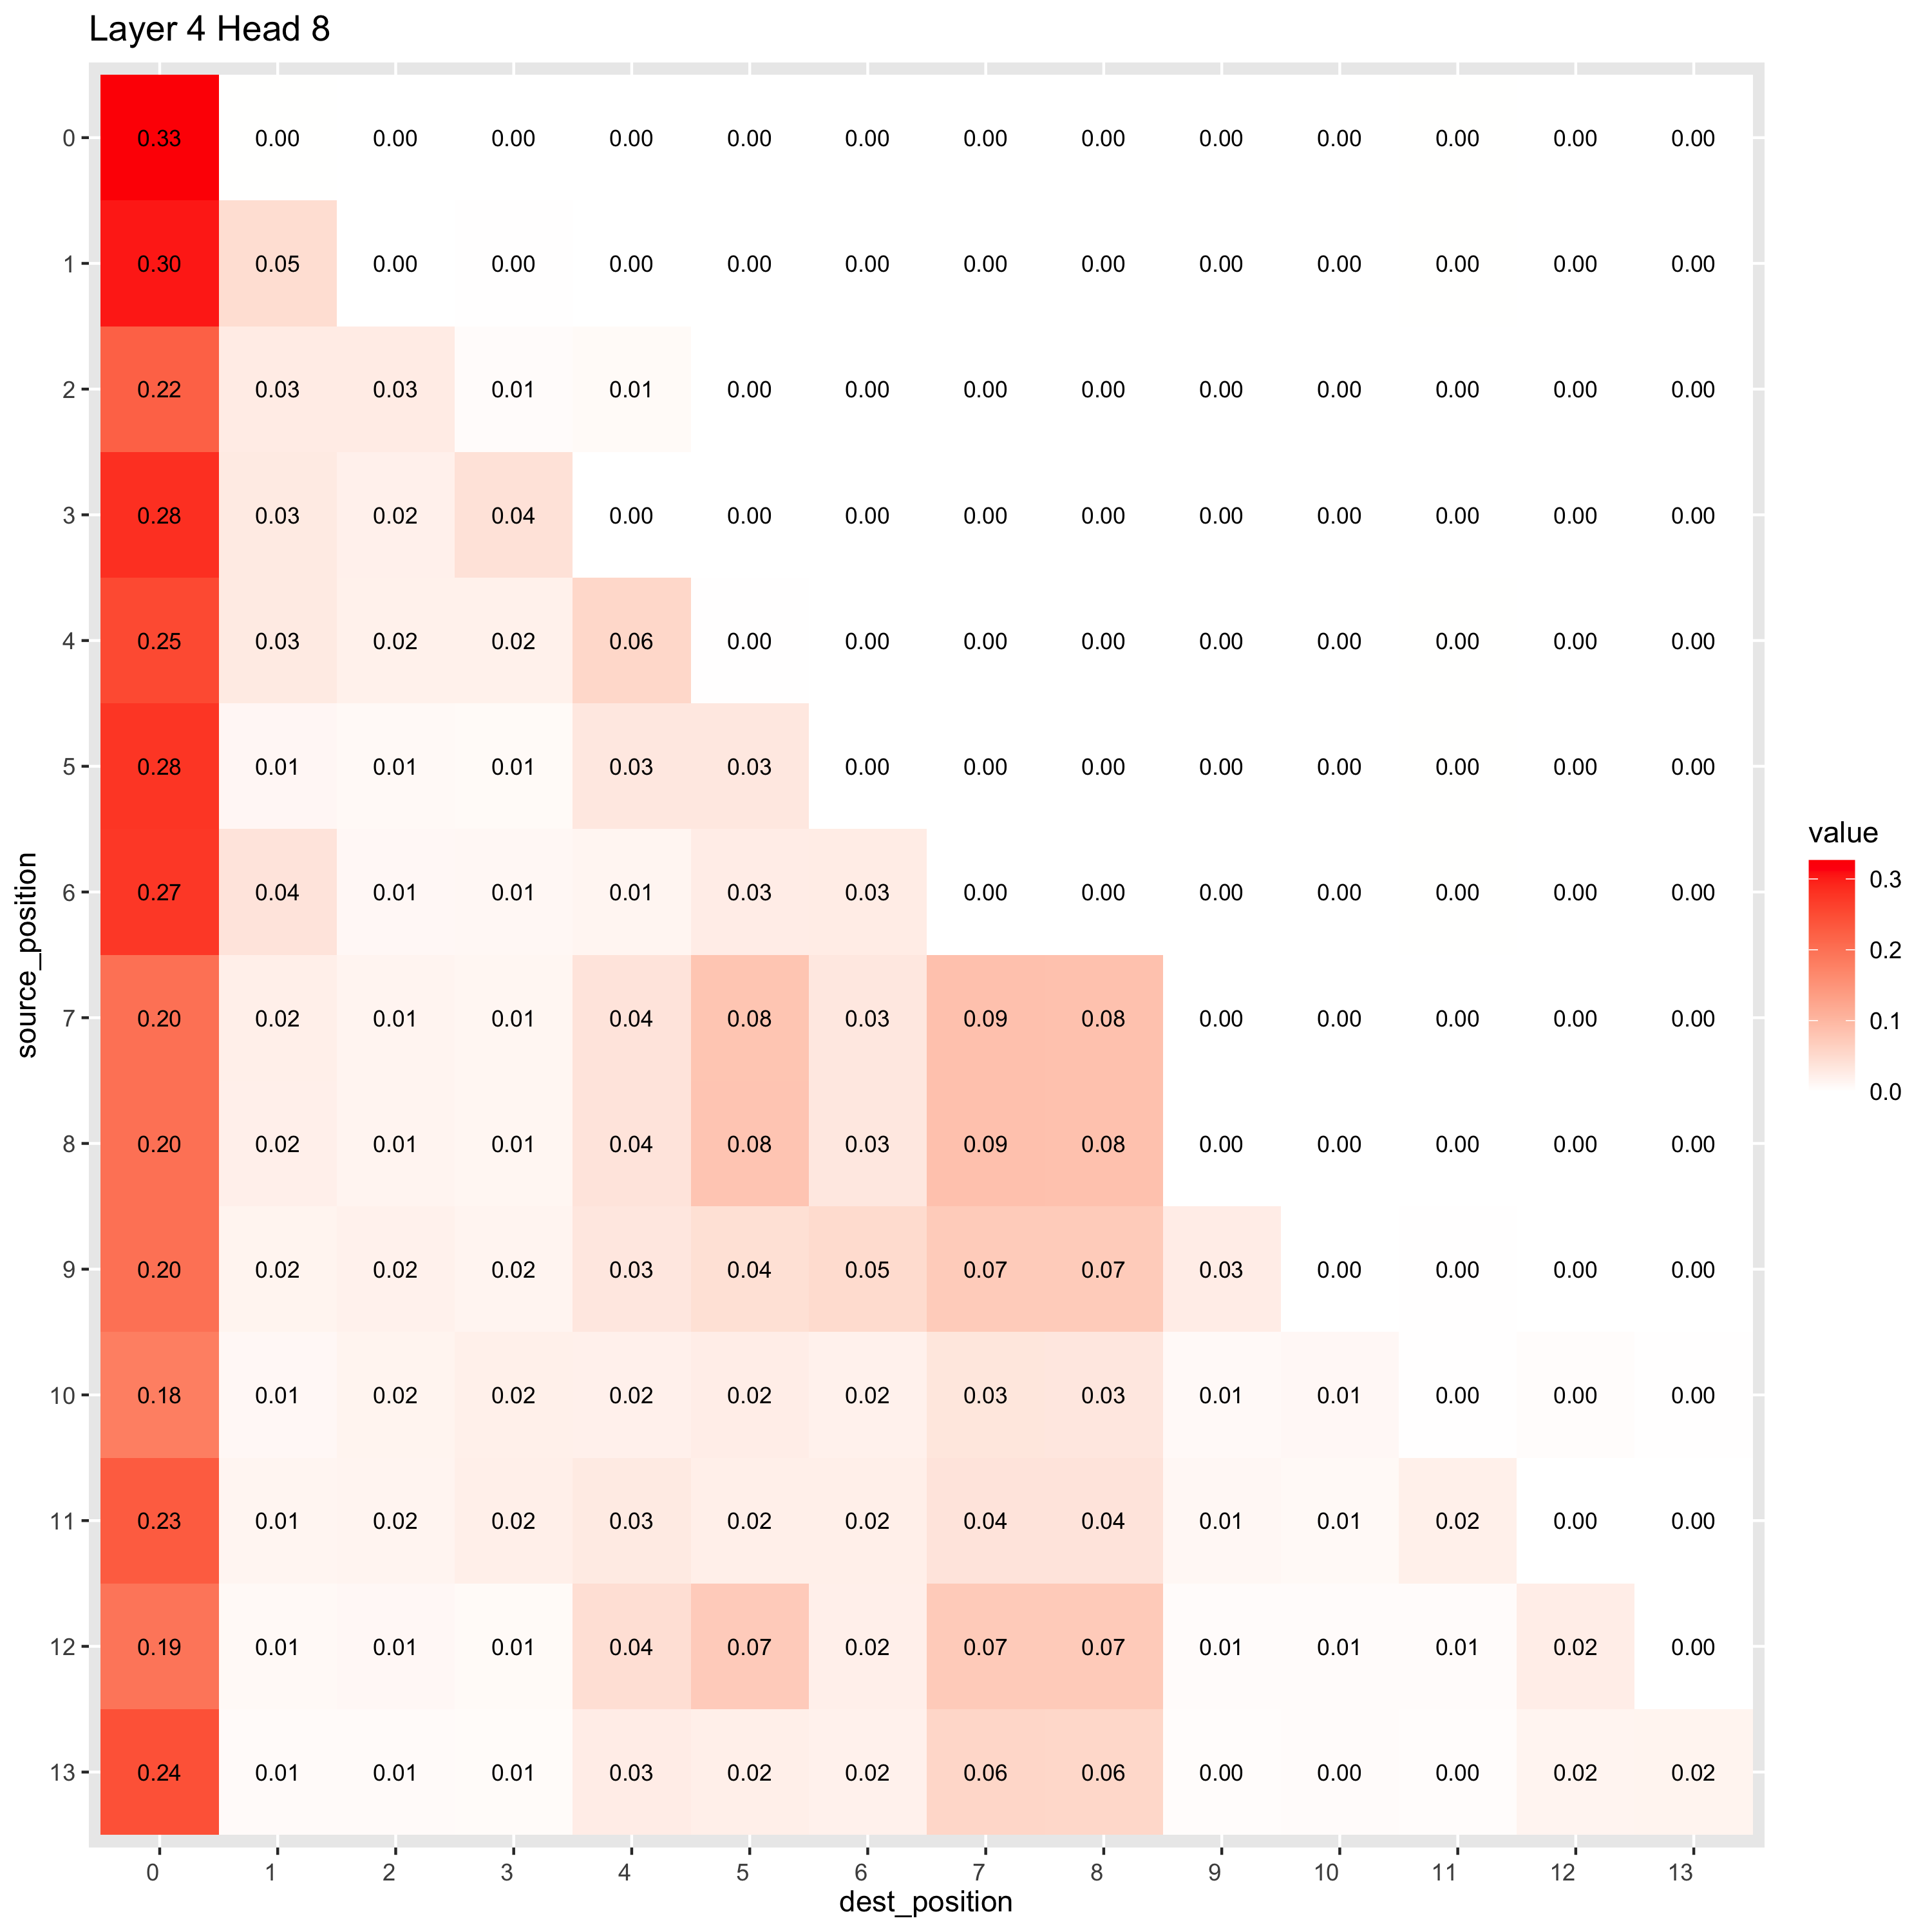 Layer 4 Head 8
0 0.33 0.00 0.00 0.00 0.00 0.00 0.00 0.00 0.00 0.00 0.00 0.00 0.00 0.00
1 0.30 0.05 0.00 0.00 0.00 0.00 0.00 0.00 0.00 0.00 0.00 0.00 0.00 0.00
2 0.22 0.03 0.03 0.01 0.01 0.00 0.00 0.00 0.00 0.00 0.00 0.00 0.00 0.00
3 0.28 0.03 0.02 0.04 0.00 0.00 0.00 0.00 0.00 0.00 0.00 0.00 0.00 0.00
4 0.25 0.03 0.02 0.02 0.06 0.00 0.00 0.00 0.00 0.00 0.00 0.00 0.00 0.00
5 0.28 0.01 0.01 0.01 0.03 0.03 0.00 0.00 0.00 0.00 0.00 0.00 0.00 0.00
6 0.27 0.04 0.01 0.01 0.01 0.03 0.03 0.00 0.00 0.00 0.00 0.00 0.00 0.00
7 0.20 0.02 0.01 0.01 0.04 0.08 0.03 0.09 0.08 0.00 0.00 0.00 0.00 0.00
8 0.20 0.02 0.01 0.01 0.04 0.08 0.03 0.09 0.08 0.00 0.00 0.00 0.00 0.00
9 0.20 0.02 0.02 0.02 0.03 0.04 0.05 0.07 0.07 0.03 0.00 0.00 0.00 0.00
10 0.18 0.01 0.02 0.02 0.02 0.02 0.02 0.03 0.03 0.01 0.01 0.00 0.00 0.00
11 0.23 0.01 0.02 0.02 0.03 0.02 0.02 0.04 0.04 0.01 0.01 0.02 0.00 0.00
12 0.19 0.01 0.01 0.01 0.04 0.07 0.02 0.07 0.07 0.01 0.01 0.01 0.02 0.00
13 0.24 0.01 0.01 0.01 0.03 0.02 0.02 0.06 0.06 0.00 0.00 0.00 0.02 0.02
0 1 2 3 4 5 6 7 8 9 10 11 12 13
dest_position
source_position
value
0.3
0.2
0.1
0.0